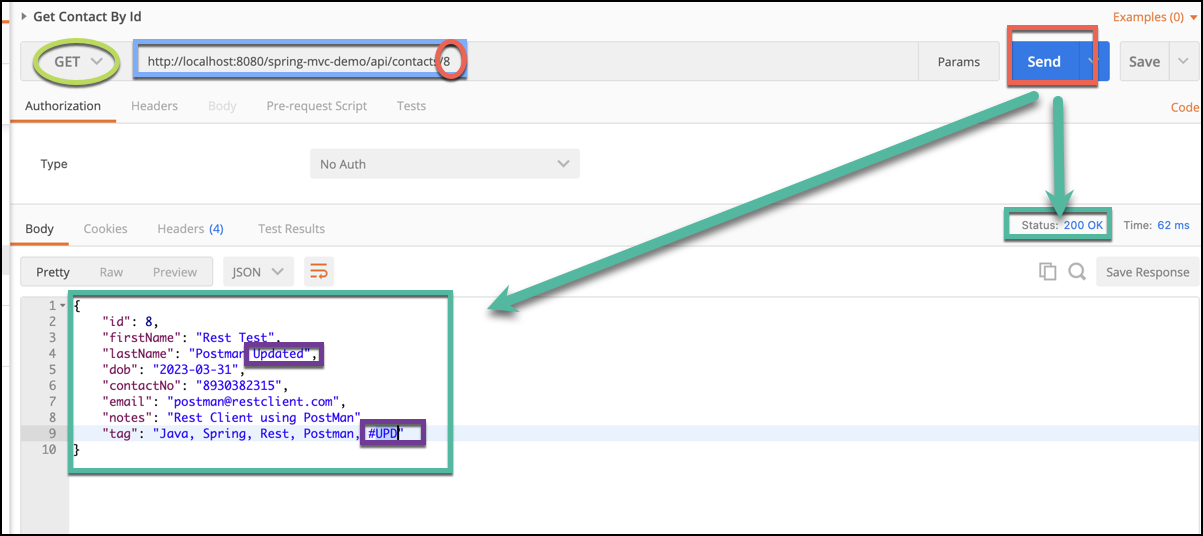 Get Contact By Id
Examples (0)
GET
http://localhost:8080/spring-mvc-demo/api/contacts/8
Params
Send
Save
Authorization
Headers
Body
Pre-request Script
Tests
Code
Type
No Auth
Body
Cookies
Headers (4)
Test Results
Status: 200 OK
Time: 62 ms
Pretty
Raw
Preview
JSON
Save Response
1 {
2 "id": 8,
3 "firstName": "Rest Test",
4 "lastName": "Postman Updated",
5 "dob": "2023-03-31",
6 "contactNo": "8930382315",
7 "email": "postman@restclient.com",
8 "notes": "Rest Client using PostMan"
9 "tag": "Java, Spring, Rest, Postman, #UPD"
10 }